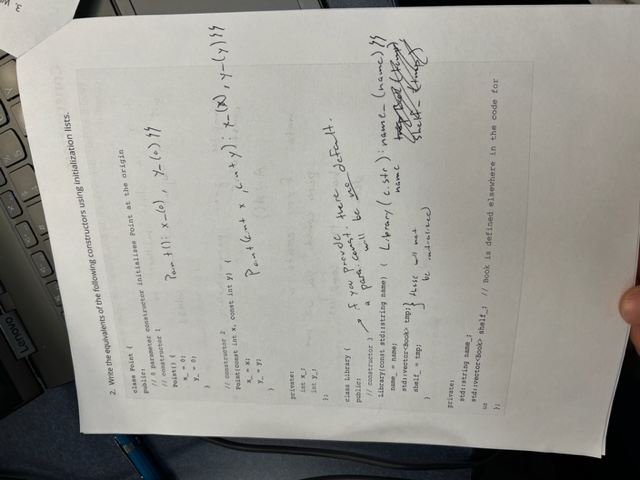 Lenovo
2. Write the equivalents of the following constructors using initialization lists.
class Point {
public:
// 0 parameter constructor initializes Point at the origin
// constructor 1
Point() {
x_ = 0;
y_ = 0;
}
Point(): x_(0), y_(0) {}
// constructor 2
Point(const int x, const int y) {
x_ = x;
y_ = y;
}
Point(int x, int y): x_(x), y_(y) {}
private:
int x_;
int y_;
};
class Library {
public:
// constructor 3
if you provide
a para. const. there
will be no default.
Library(const std::string name) {
name_ = name;
std::vector<Book> tmp;
shelf_ = tmp;
}
} these will not
be initialized
Library(c.str): name_(name) {}
name
shelf_(tmp)
private:
std::string name_;
std::vector<Book> shelf_; // Book is defined elsewhere in the code for
us
};